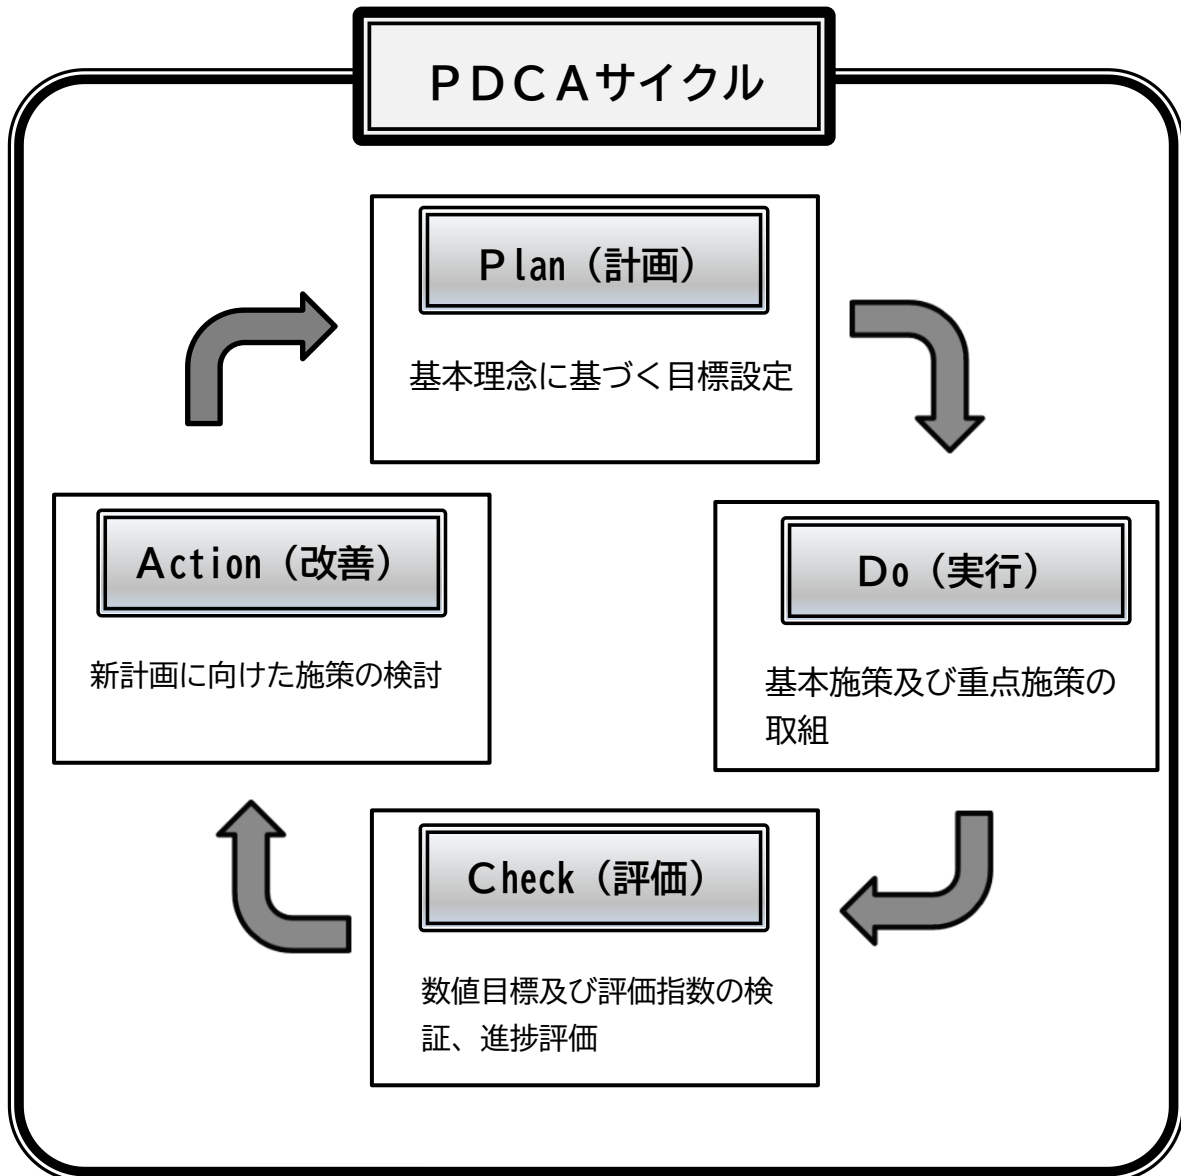 PDCAサイクル
Plan（計画）
基本理念に基づく目標設定
Action（改善）
新計画に向けた施策の検討
Do（実行）
基本施策及び重点施策の
取組
Check（評価）
数値目標及び評価指数の検
証、進捗評価